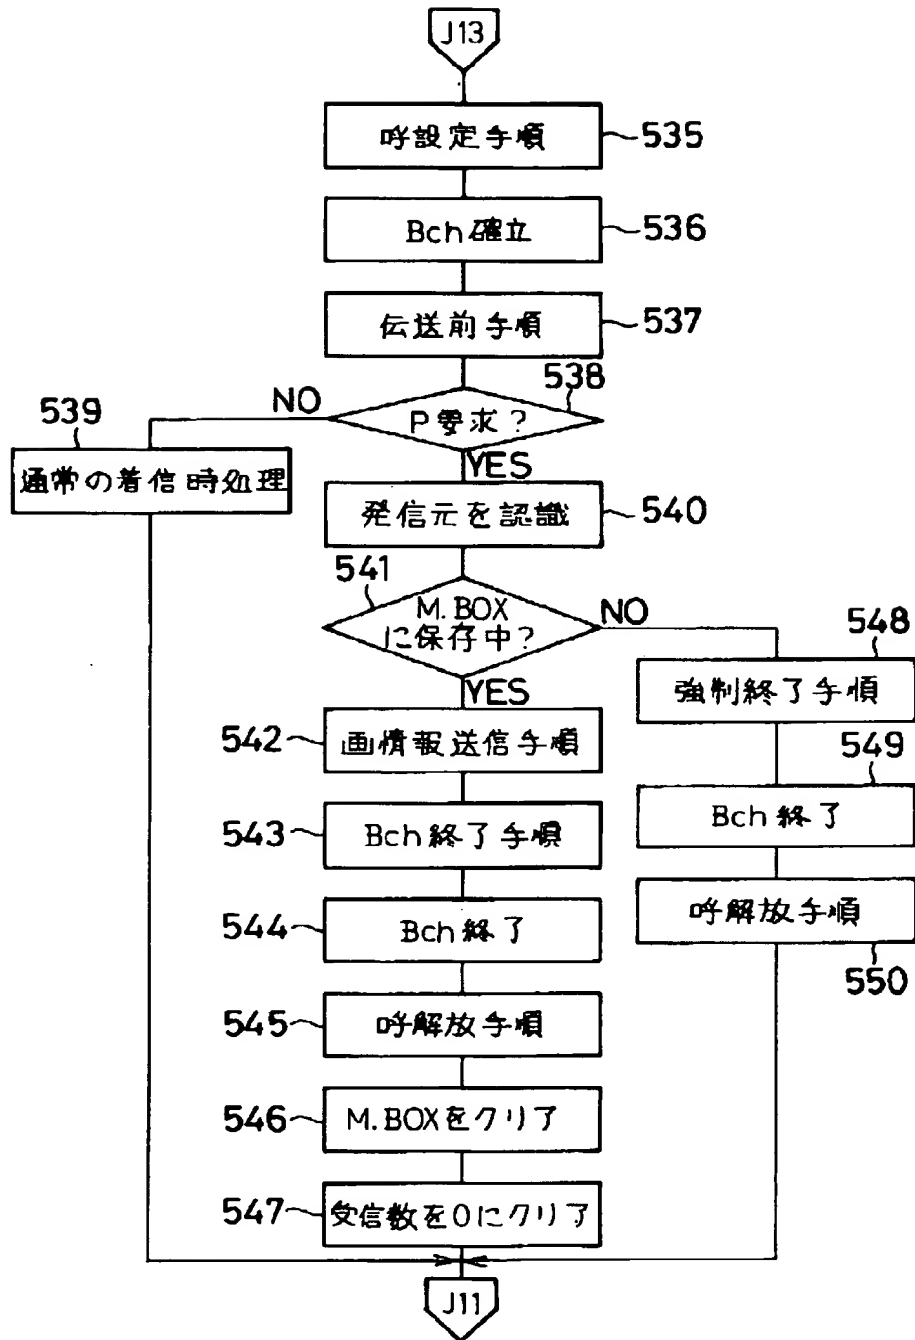 J13
呼設定手順
535
Bch確立
536
伝送前手順
537
538
P要求?
NO
YES
539
通常の着信時処理
発信元を認識
540
541
M.BOX
に保存中?
NO
YES
548
強制終了手順
542
画情報送信手順
549
Bch終了
543
Bch終了手順
呼解放手順
550
544
Bch終了
545
呼解放手順
546
M.BOXをクリア
547
受信数を0にクリア
J11